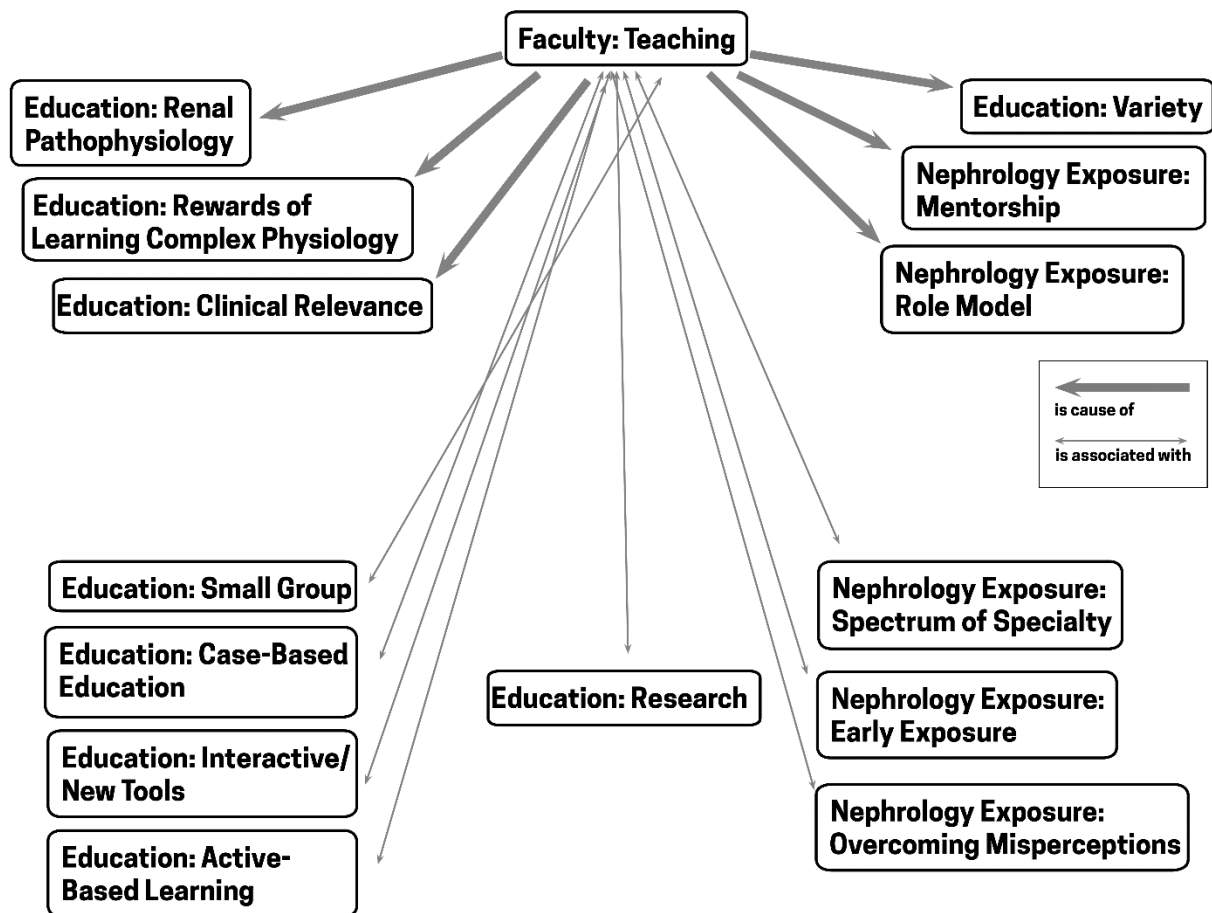 Faculty: Teaching
Education: Renal
Pathophysiology
Education: Rewards of
Learning Complex Physiology
Education: Clinical Relevance
Education: Variety
Nephrology Exposure:
Mentorship
Nephrology Exposure:
Role Model
is cause of
is associated with
Education: Small Group
Education: Case-Based
Education
Education: Interactive/
New Tools
Education: Active-
Based Learning
Education: Research
Nephrology Exposure:
Spectrum of Specialty
Nephrology Exposure:
Early Exposure
Nephrology Exposure:
Overcoming Misperceptions